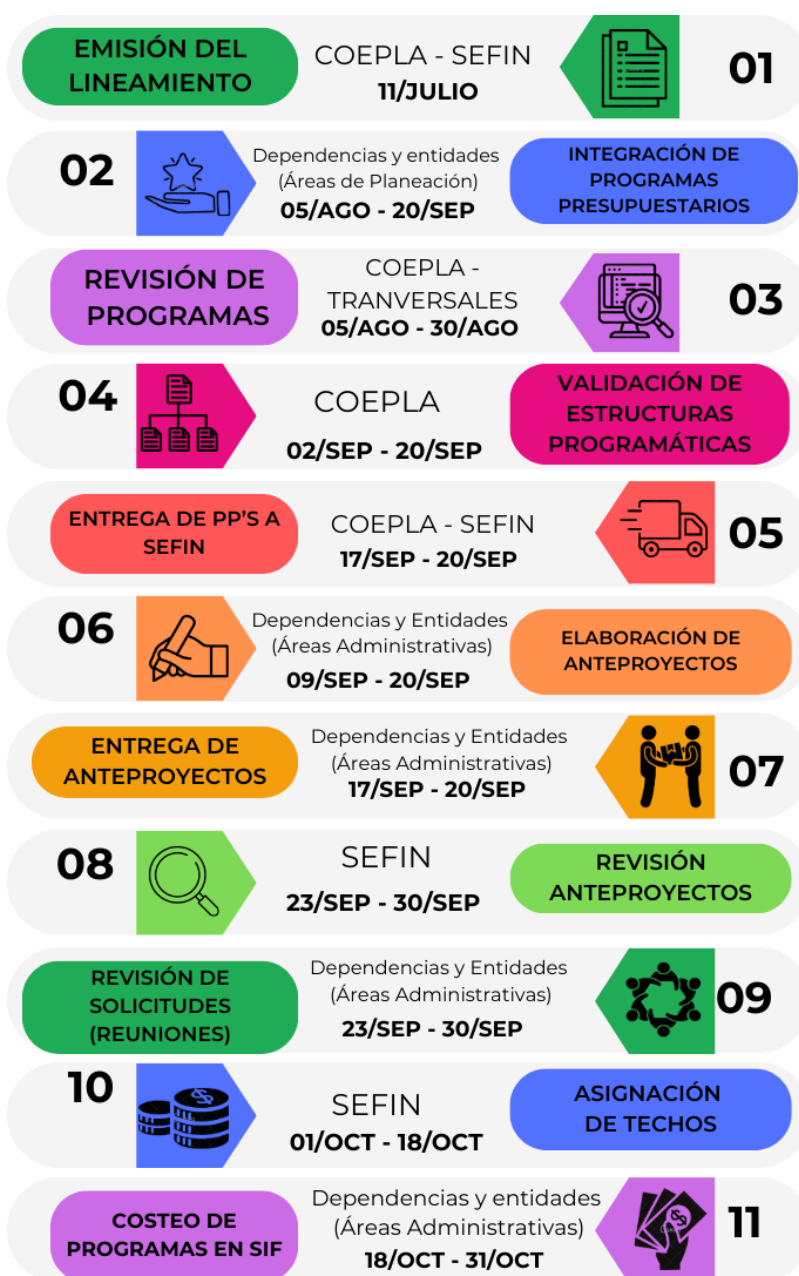 EMISIÓN DEL
LINEAMIENTO
COEPLA - SEFIN
11/JULIO
01
02
Dependencias y entidades
(Áreas de Planeación)
05/AGO - 20/SEP
INTEGRACIÓN DE
PROGRAMAS
PRESUPUESTARIOS
REVISIÓN DE
PROGRAMAS
COEPLA -
TRANVERSALES
05/AGO - 30/AGO
03
04
COEPLA
02/SEP - 20/SEP
VALIDACIÓN DE
ESTRUCTURAS
PROGRAMÁTICAS
ENTREGA DE PP'S A
SEFIN
COEPLA - SEFIN
17/SEP - 20/SEP
05
06
Dependencias y Entidades
(Áreas Administrativas)
09/SEP - 20/SEP
ELABORACIÓN DE
ANTEPROYECTOS
ENTREGA DE
ANTEPROYECTOS
Dependencias y Entidades
(Áreas Administrativas)
17/SEP - 20/SEP
07
08
SEFIN
23/SEP - 30/SEP
REVISIÓN
ANTEPROYECTOS
REVISIÓN DE
SOLICITUDES
(REUNIONES)
Dependencias y Entidades
(Áreas Administrativas)
23/SEP - 30/SEP
09
10
SEFIN
01/OCT - 18/OCT
ASIGNACIÓN
DE TECHOS
COSTEO DE
PROGRAMAS EN SIF
Dependencias y entidades
(Áreas Administrativas)
18/OCT - 31/OCT
11